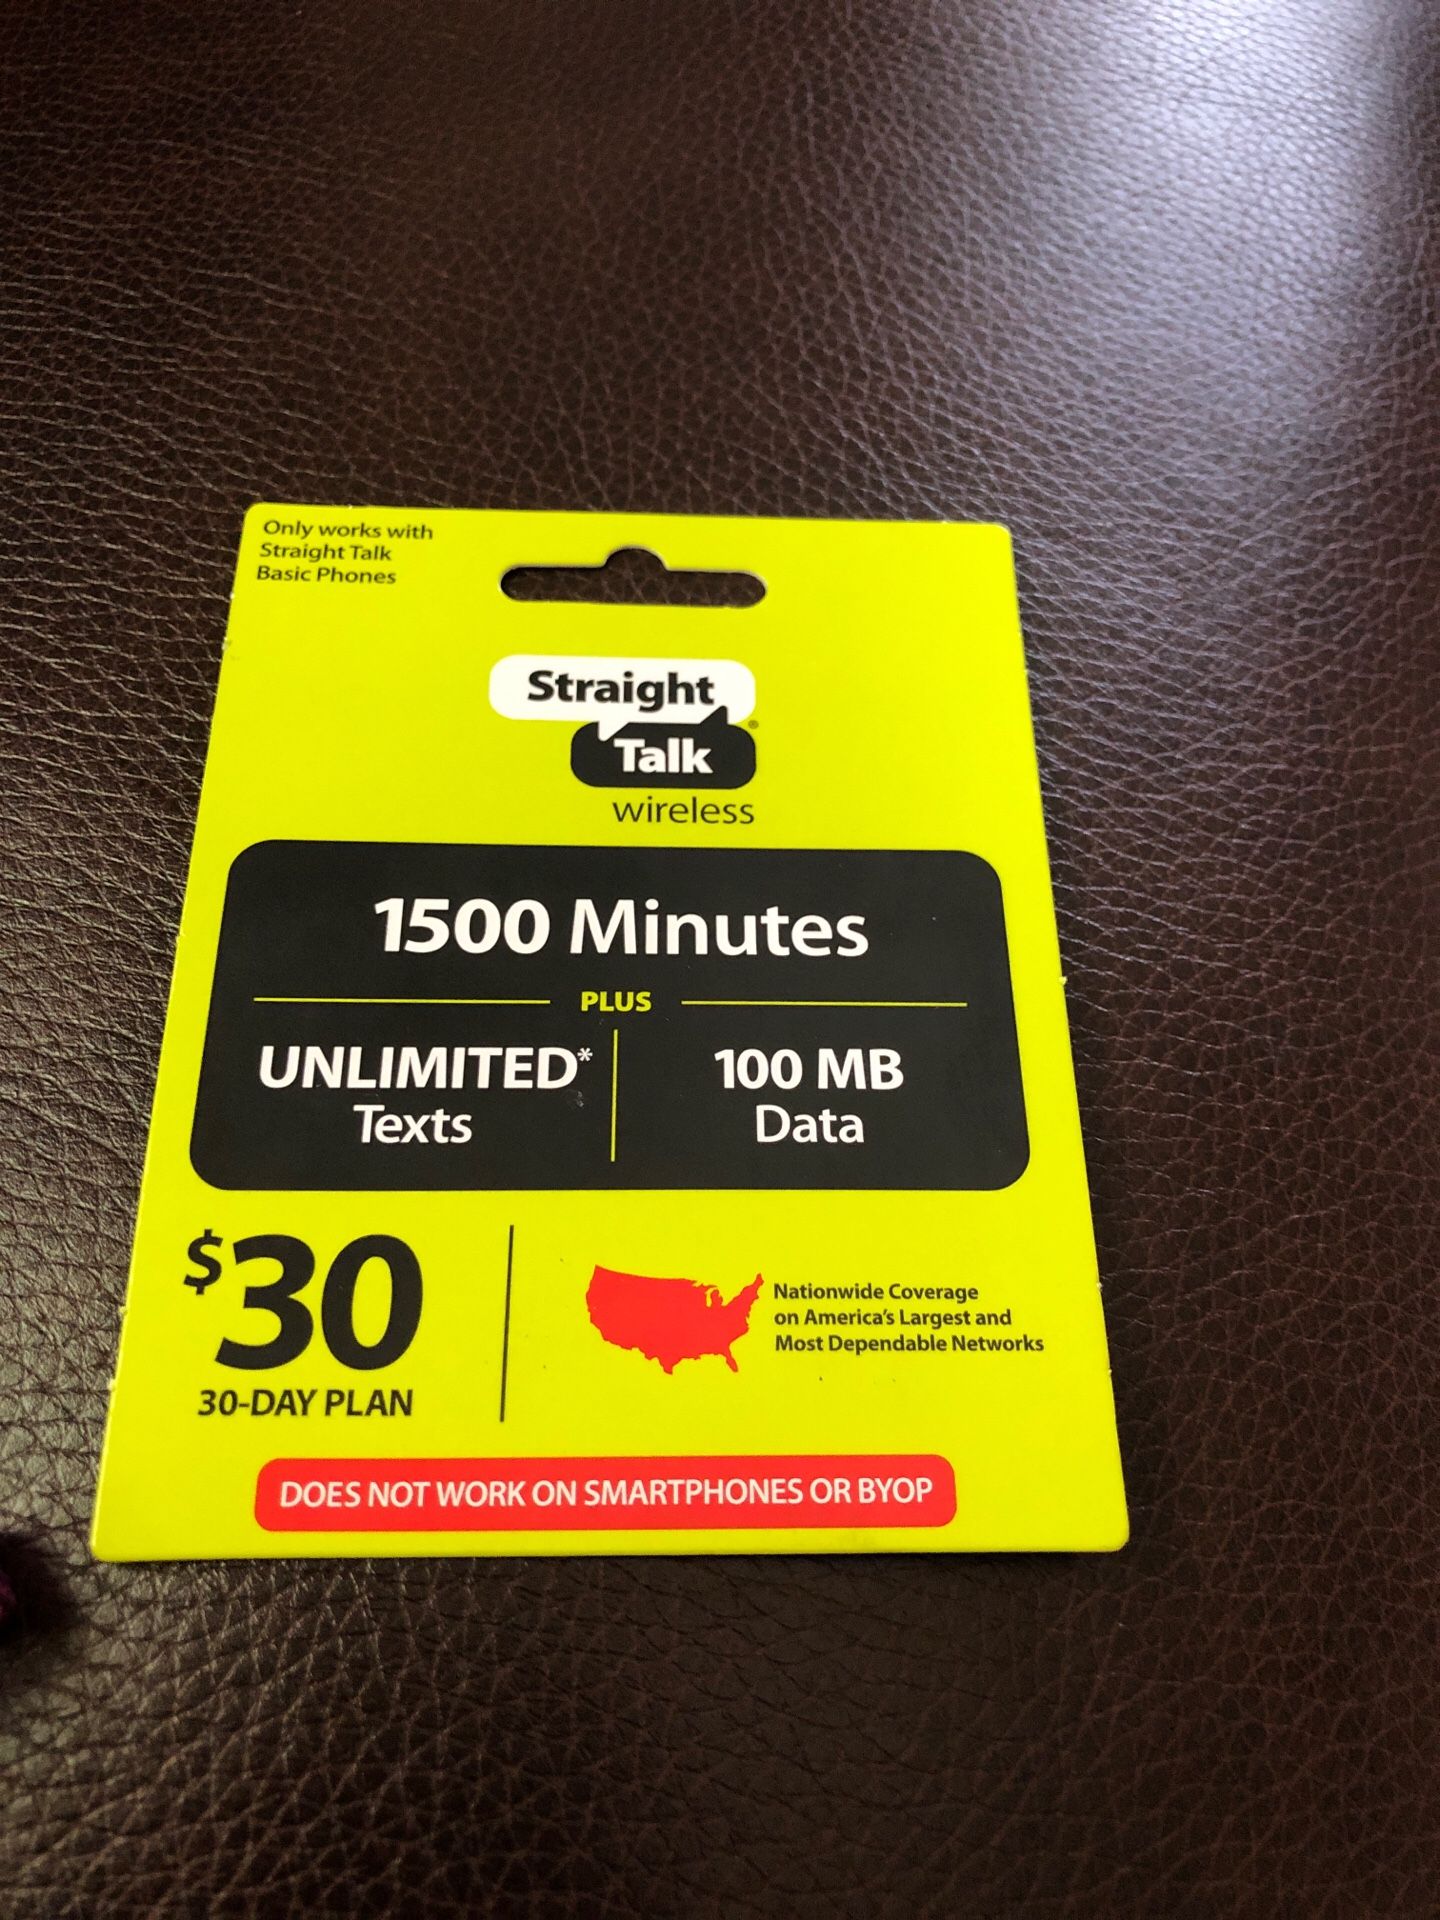 Only works with
Straight Talk
Basic Phones
Straight
Talk®
wireless
1500 Minutes
PLUS
UNLIMITED*
Texts
100 MB
Data
$30
30-DAY PLAN
Nationwide Coverage
on America's Largest and
Most Dependable Networks
DOES NOT WORK ON SMARTPHONES OR BYOP